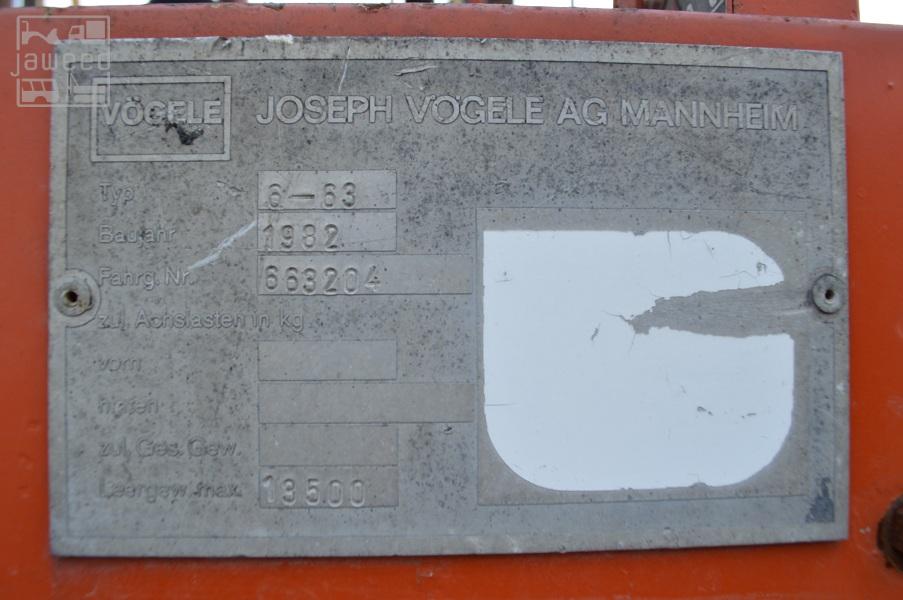 jaweco
VÖGELE
JOSEPH VÖGELE AG MANNHEIM
Typ 6-63
Baujahr 1982
Fahrg. Nr. 663204
zul. Achslasten in kg
vorn
hinten
zul. Ges. Gew.
Leergew. max. 13500